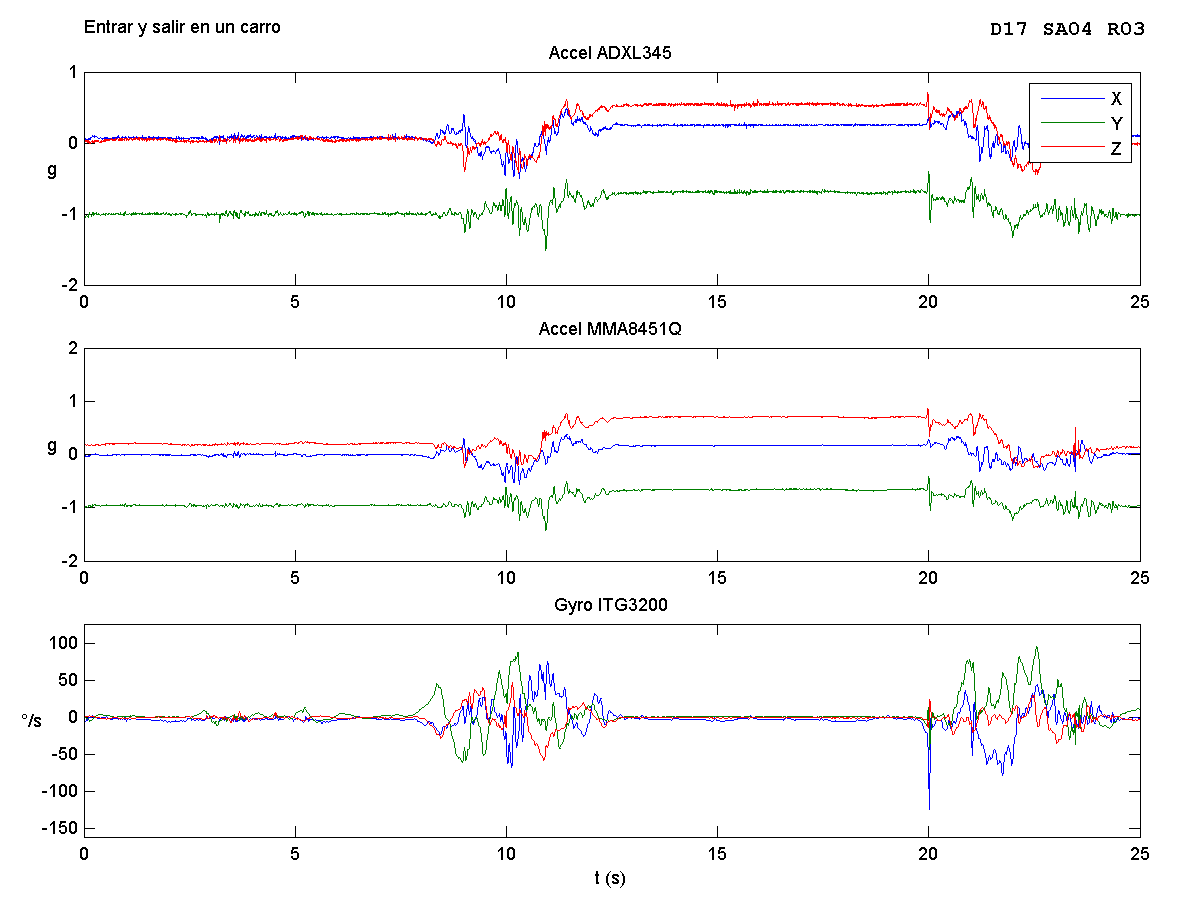 Entrar y salir en un carro
D17 SA04 R03
Accel ADXL345
1
0
-1
-2
g
X
Y
Z
0 5 10 15 20 25
Accel MMA8451Q
2
1
0
-1
-2
g
0 5 10 15 20 25
Gyro ITG3200
100
50
0
-50
-100
-150
°/s
0 5 10 15 20 25
t (s)